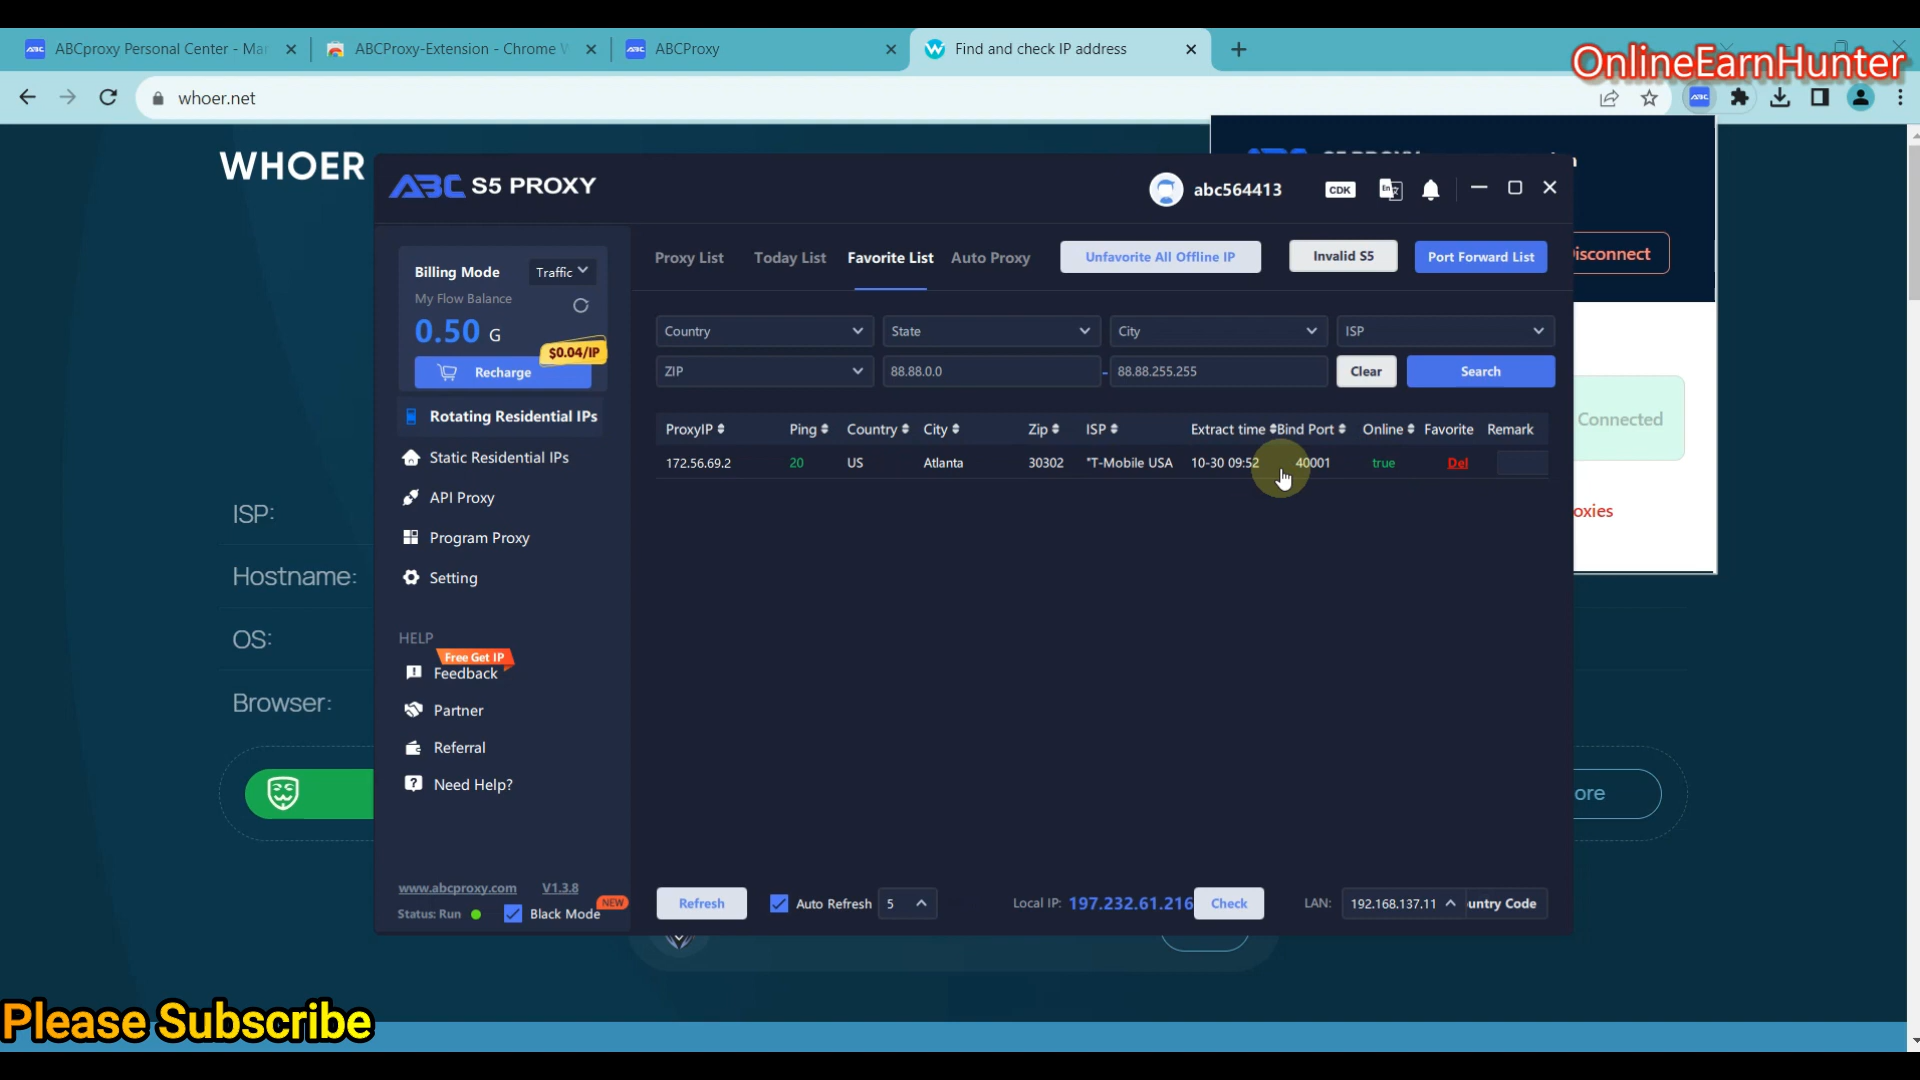 ABCproxy Personal Center - Ma
ABCProxy-Extension - Chrome W
ABCProxy
Find and check IP address
OnlineEarnHunter
whoer.net
WHOER
ABC S5 PROXY
abc564413
CDK
Billing Mode
Traffic
My Flow Balance
0.50 G
$0.04/IP
Recharge
Rotating Residential IPs
Static Residential IPs
API Proxy
Program Proxy
Setting
HELP
Free Get IP
Feedback
Partner
Referral
Need Help?
www.abcproxy.com V1.3.8
Status: Run Black Mode NEW
Proxy List Today List Favorite List Auto Proxy Unfavorite All Offline IP Invalid S5 Port Forward List
Country State City ISP
ZIP 88.88.0.0 - 88.88.255.255 Clear Search
ProxyIP Ping Country City Zip ISP Extract time Bind Port Online Favorite Remark
172.56.69.2 20 US Atlanta 30302 "T-Mobile USA 10-30 09:52 40001 true Del
Refresh Auto Refresh 5 Local IP: 197.232.61.216 Check LAN: 192.168.137.11 untry Code
isconnect
Connected
oxies
ISP:
Hostname:
OS:
Browser:
ore
Please Subscribe